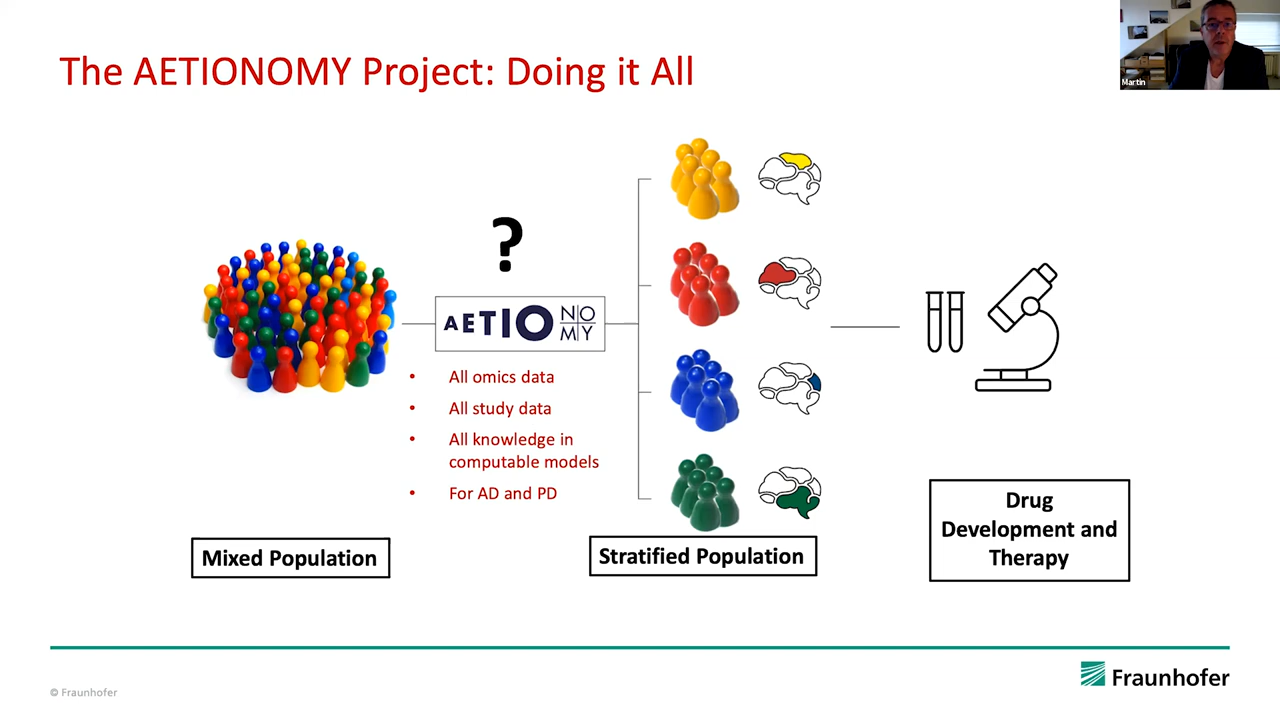 The AETIONOMY Project: Doing it All
Martin
?
AETIONOMY
• All omics data
• All study data
• All knowledge in
computable models
• For AD and PD
Mixed Population
Stratified Population
Drug
Development and
Therapy
© Fraunhofer
Fraunhofer